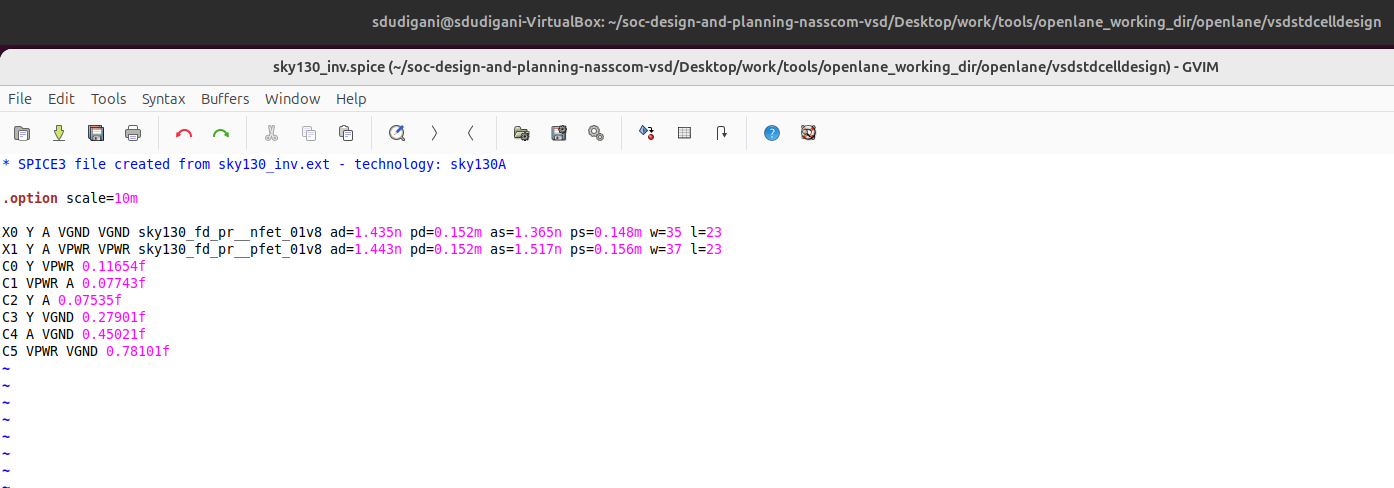 sdudigani@sdudigani-VirtualBox: ~/soc-design-and-planning-nasscom-vsd/Desktop/work/tools/openlane_working_dir/openlane/vsdstdcelldesign
sky130_inv.spice (~/soc-design-and-planning-nasscom-vsd/Desktop/work/tools/openlane_working_dir/openlane/vsdstdcelldesign) - GVIM
File Edit Tools Syntax Buffers Window Help
* SPICE3 file created from sky130_inv.ext - technology: sky130A
.option scale=10m
X0 Y A VGND VGND sky130_fd_pr__nfet_01v8 ad=1.435n pd=0.152m as=1.365n ps=0.148m w=35 l=23
X1 Y A VPWR VPWR sky130_fd_pr__pfet_01v8 ad=1.443n pd=0.152m as=1.517n ps=0.156m w=37 l=23
C0 Y VPWR 0.11654f
C1 VPWR A 0.07743f
C2 Y A 0.07535f
C3 Y VGND 0.27901f
C4 A VGND 0.45021f
C5 VPWR VGND 0.78101f
~
~
~
~
~
~
~
~